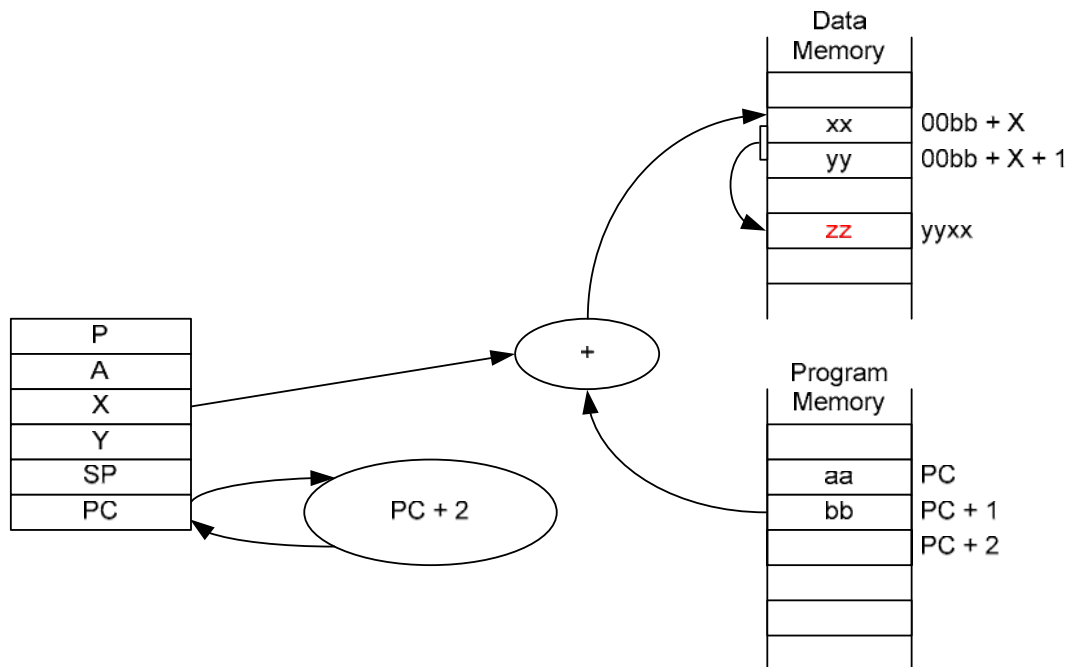 Data
Memory
xx 00bb + X
yy 00bb + X + 1
zz yyxx
P
A
X
Y
SP
PC
+
PC + 2
Program
Memory
aa PC
bb PC + 1
PC + 2